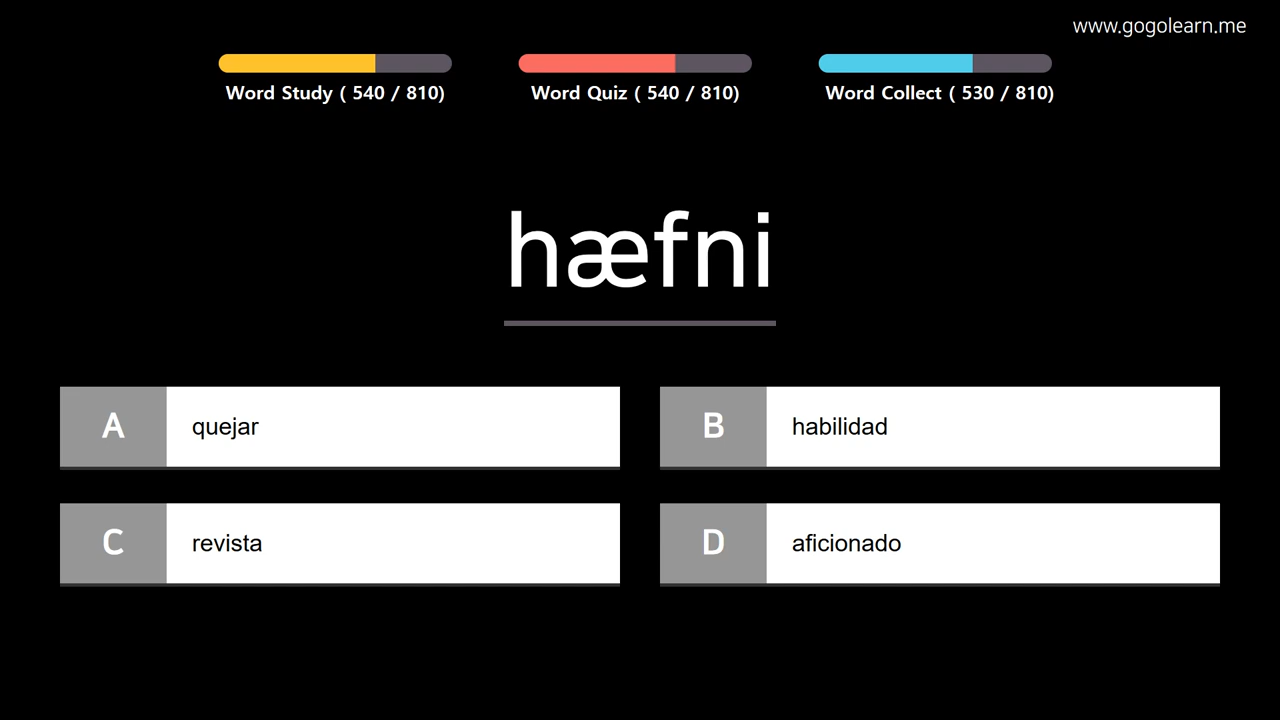 www.gogolearn.me
Word Study ( 540 / 810)
Word Quiz ( 540 / 810)
Word Collect ( 530 / 810)
hæfni
A quejar
B habilidad
C revista
D aficionado